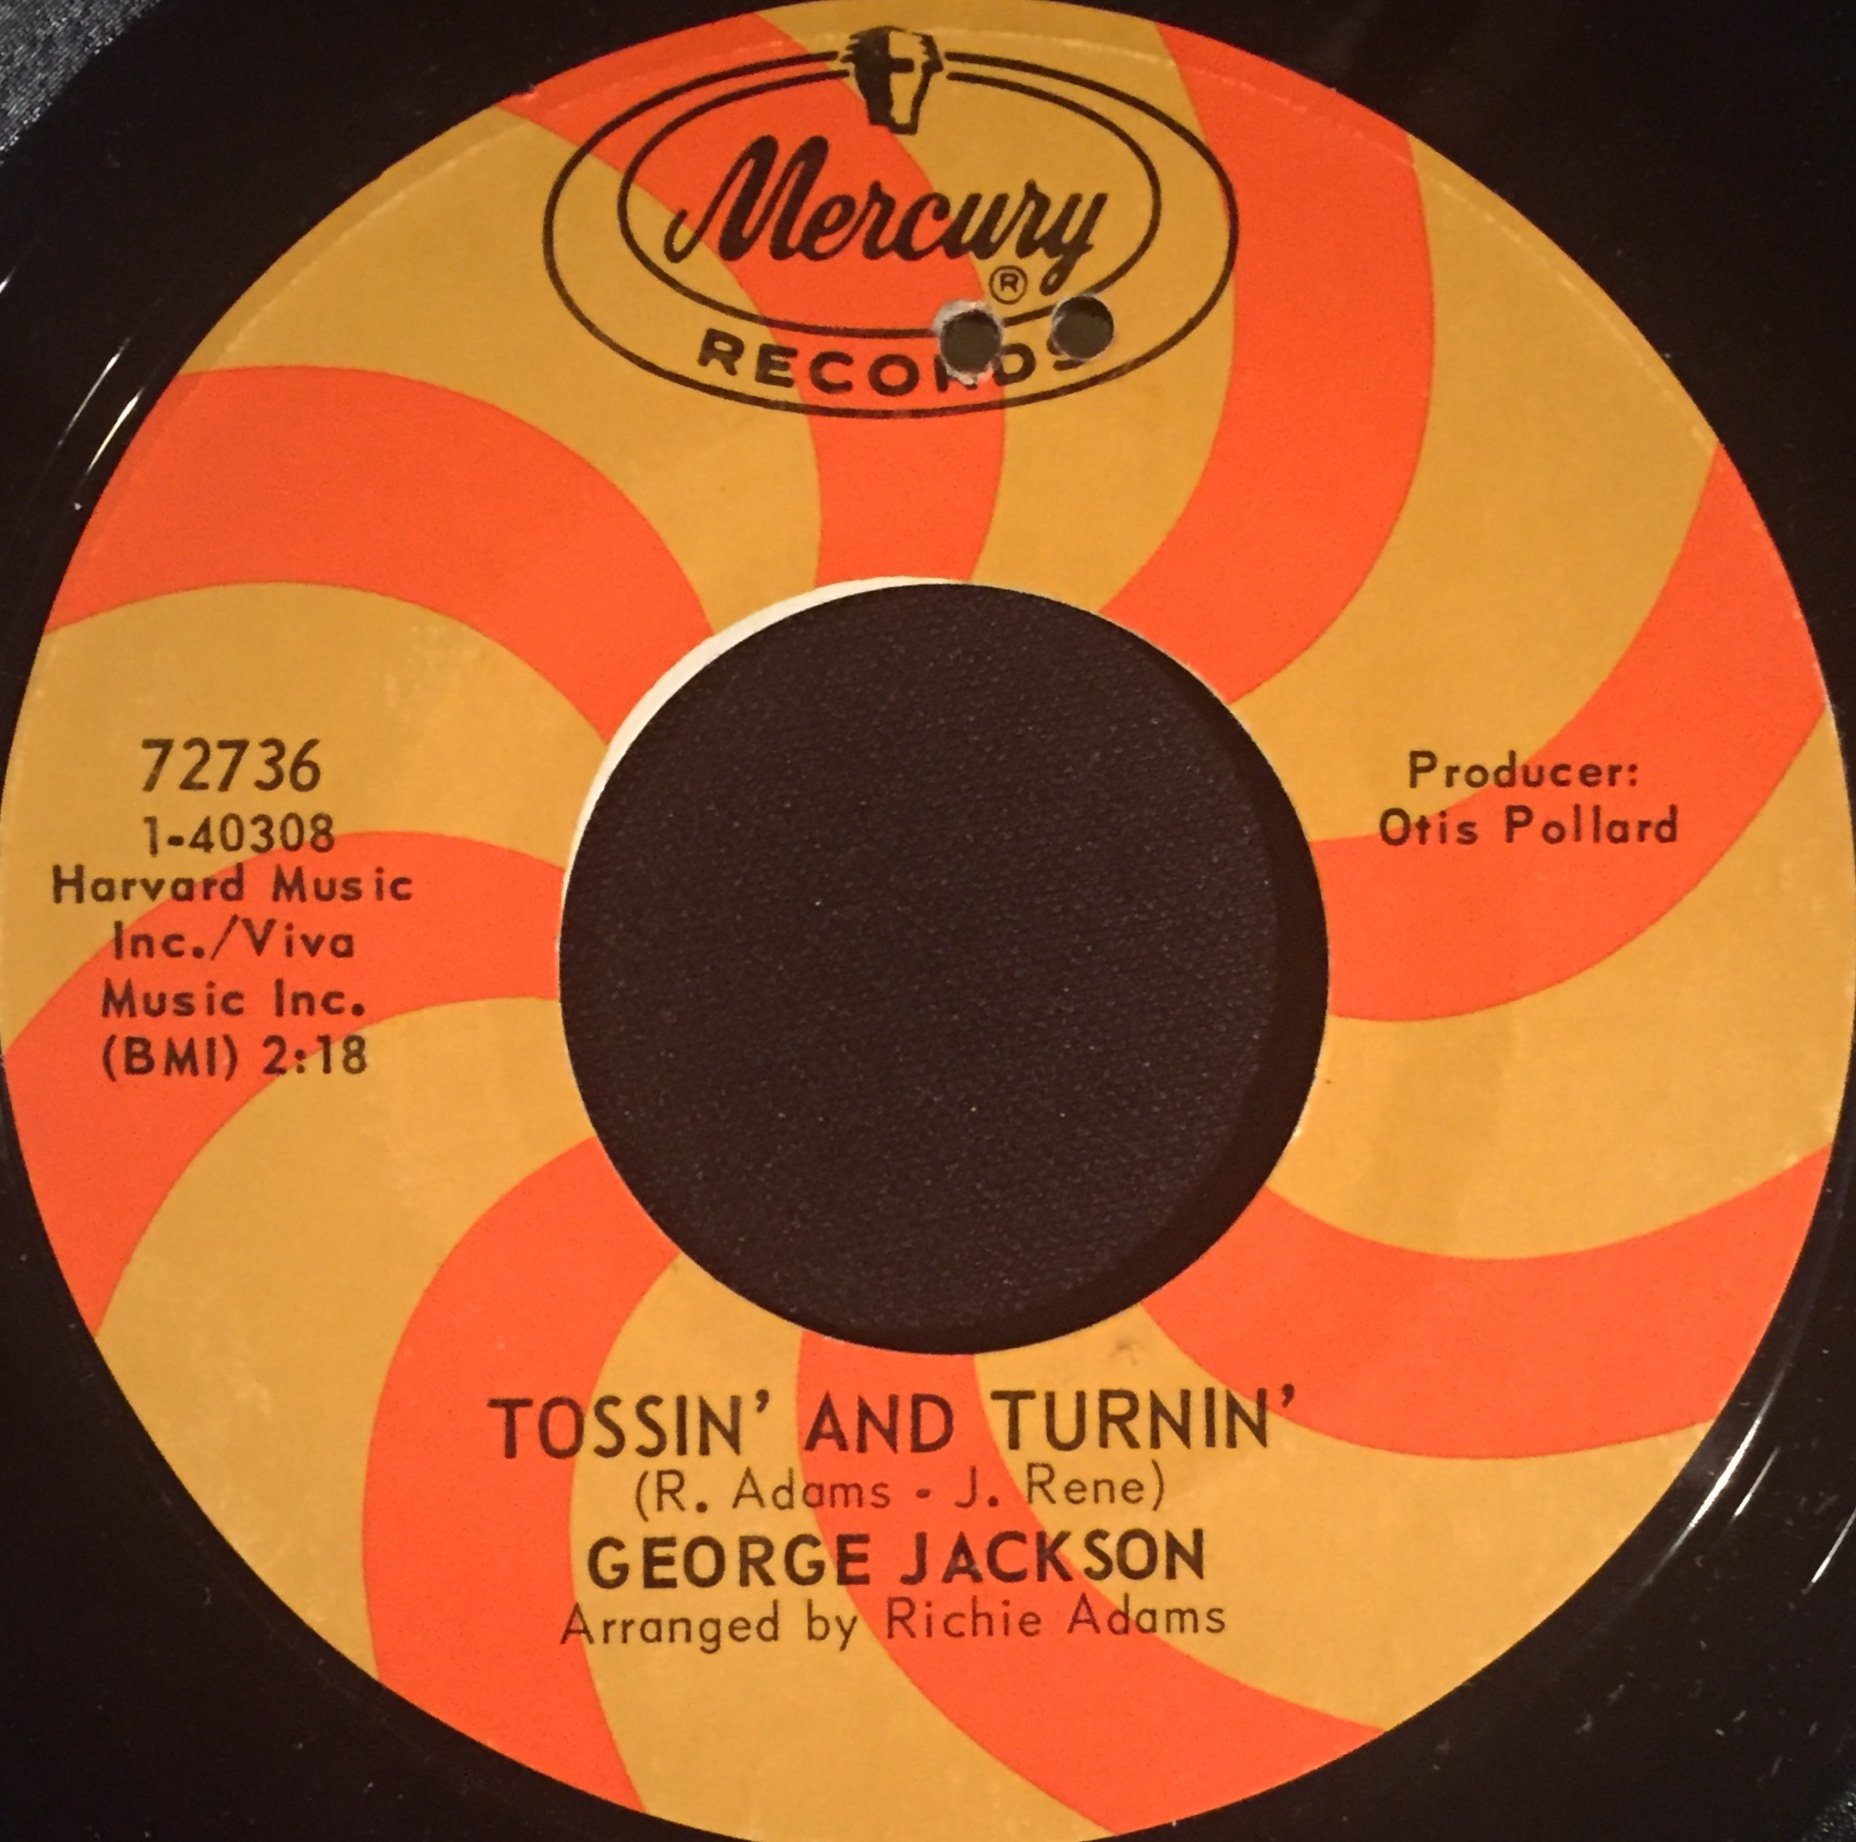 Mercury
®
RECORDS
72736
1-40308
Harvard Music
Inc./Viva
Music Inc.
(BMI) 2:18
Producer:
Otis Pollard
TOSSIN' AND TURNIN'
(R. Adams - J. Rene)
GEORGE JACKSON
Arranged by Richie Adams